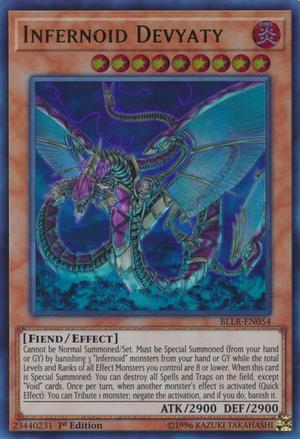 INFERNOID DEVYATY
FIRE
炎
BLLR-EN054
[FIEND/EFFECT]
Cannot be Normal Summoned/Set. Must be Special Summoned (from your hand
or GY) by banishing 3 "Infernoid" monsters from your hand or GY while the total
Levels and Ranks of all Effect Monsters you control are 8 or lower. When this card
is Special Summoned: You can destroy all Spells and Traps on the field, except
"Void" cards. Once per turn, when another monster's effect is activated (Quick
Effect): You can Tribute 1 monster; negate the activation, and if you do, banish it.
ATK/2900 DEF/2900
23440231 1st Edition ©1996 KAZUKI TAKAHASHI